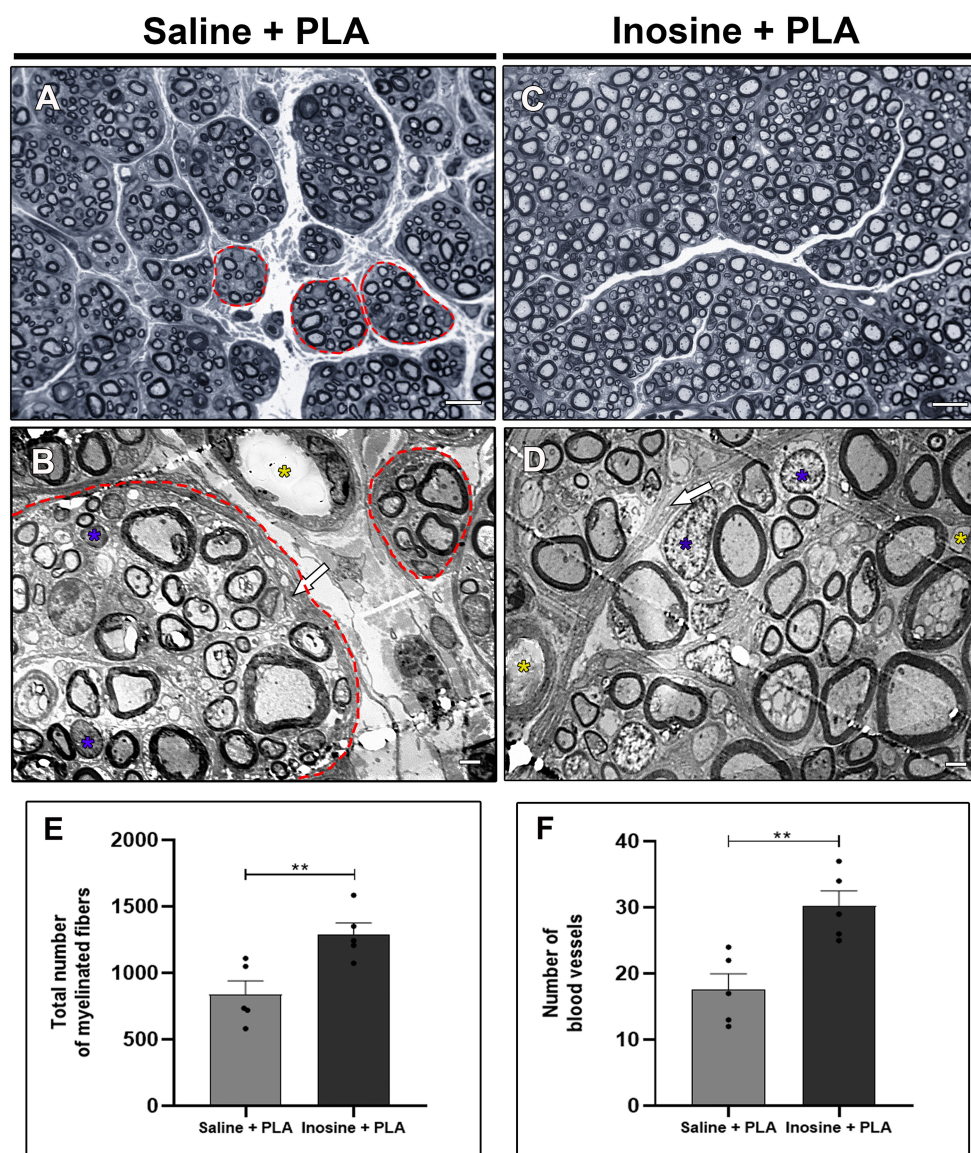 Saline + PLA
Inosine + PLA
A
C
B
*
*
*
D
*
*
*
*
E
2000
1500
1000
500
0
Total number
of myelinated fibers
**
Saline + PLA
Inosine + PLA
F
40
30
20
10
0
Number of
blood vessels
**
Saline + PLA
Inosine + PLA